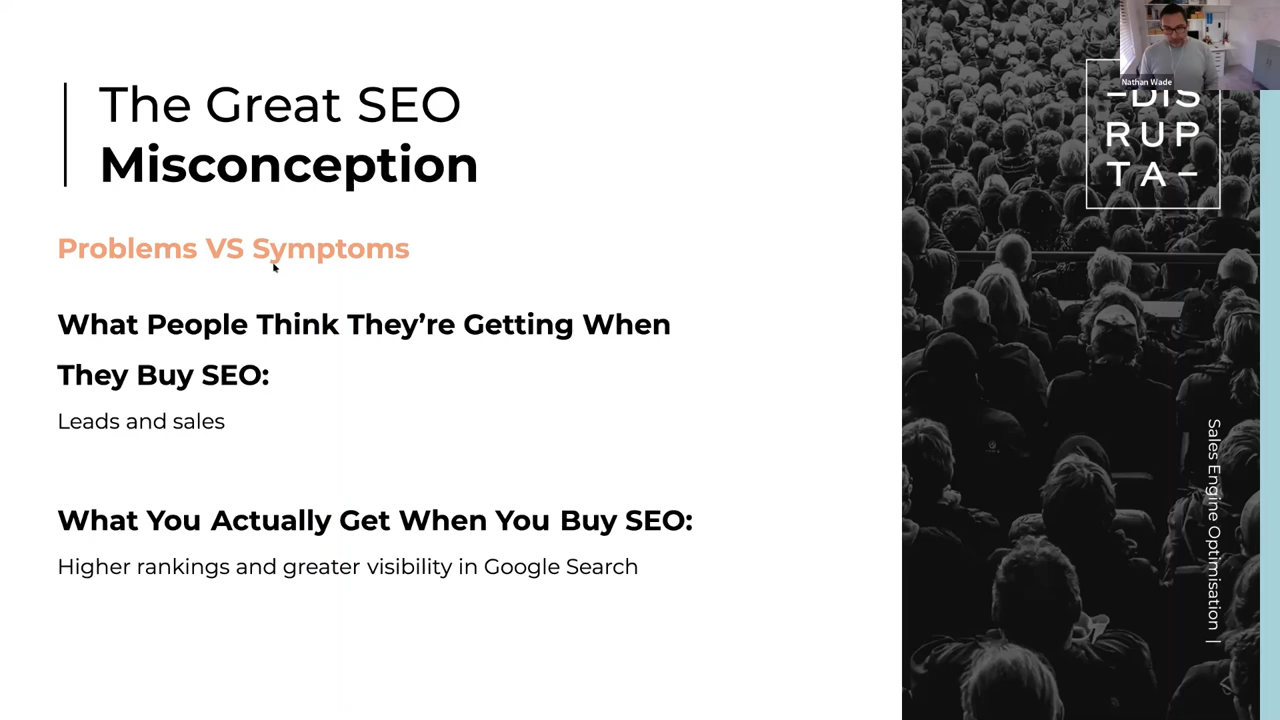 The Great SEO
Misconception
Problems VS Symptoms
What People Think They’re Getting When
They Buy SEO:
Leads and sales
What You Actually Get When You Buy SEO:
Higher rankings and greater visibility in Google Search
Nathan Wade
–DIS
RUP
TA–
Sales Engine Optimisation |